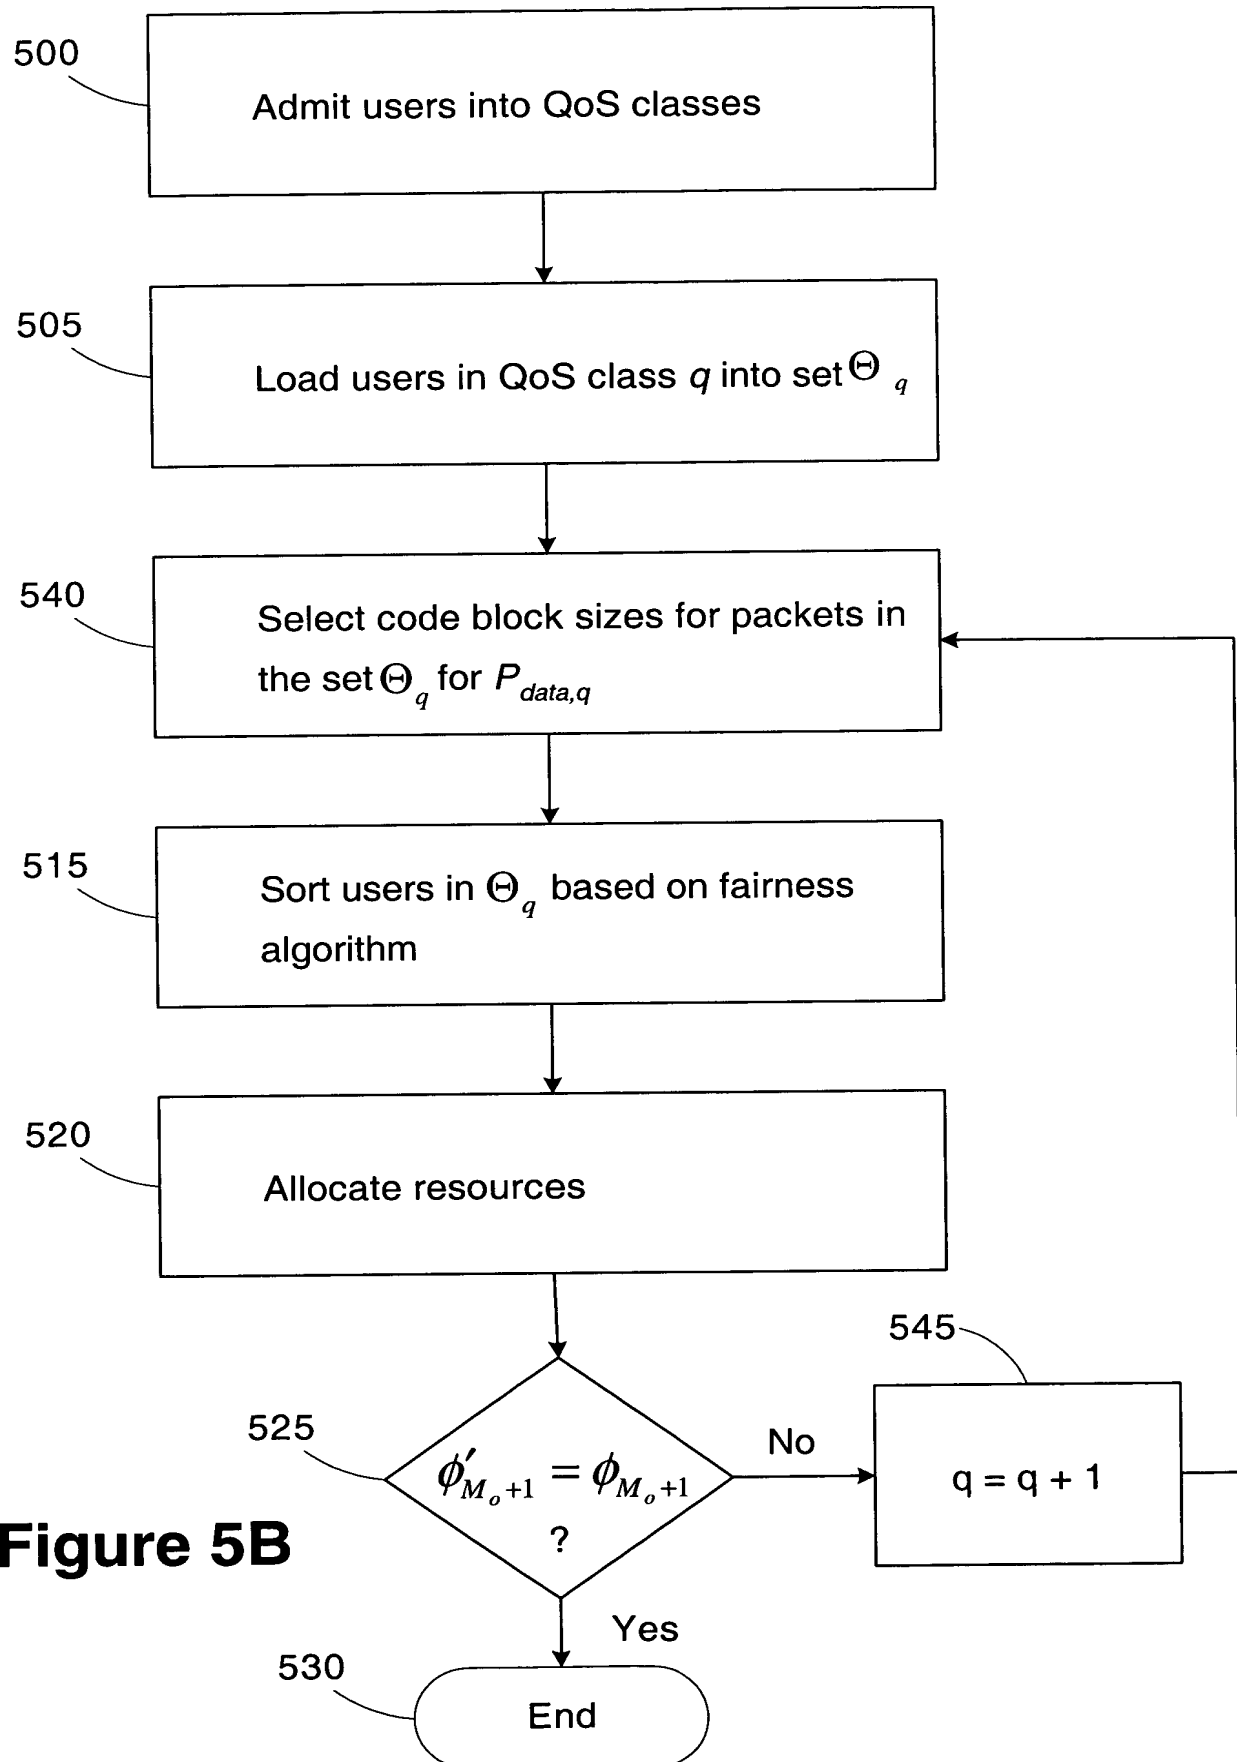 500
Admit users into QoS classes
505
Load users in QoS class q into set Θ q
540
Select code block sizes for packets in
the set Θq for Pdata,q
515
Sort users in Θq based on fairness
algorithm
520
Allocate resources
545
525
No
ϕ′Mo+1 = ϕMo+1
?
q = q + 1
Figure 5B
Yes
530
End